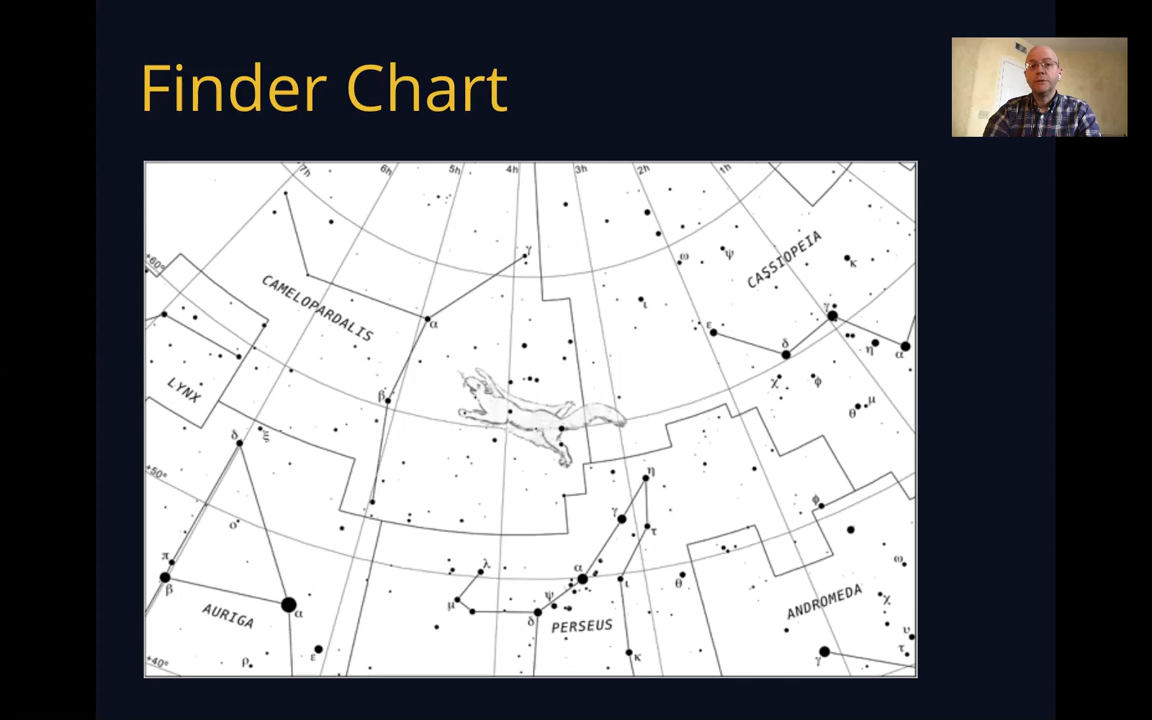 Finder Chart
7h
6h
5h
4h
3h
2h
1h
+60°
+50°
+40°
CAMELOPARDALIS
γ
α
β
CASSIOPEIA
ω
ψ
κ
ι
ε
δ
γ
η
α
χ
φ
θ
μ
LYNX
δ
ξ
ο
π
β
α
AURIGA
ε
ρ
λ
μ
δ
ψ
α
γ
η
τ
ι
κ
θ
PERSEUS
φ
ω
χ
υ
τ
γ
ANDROMEDA